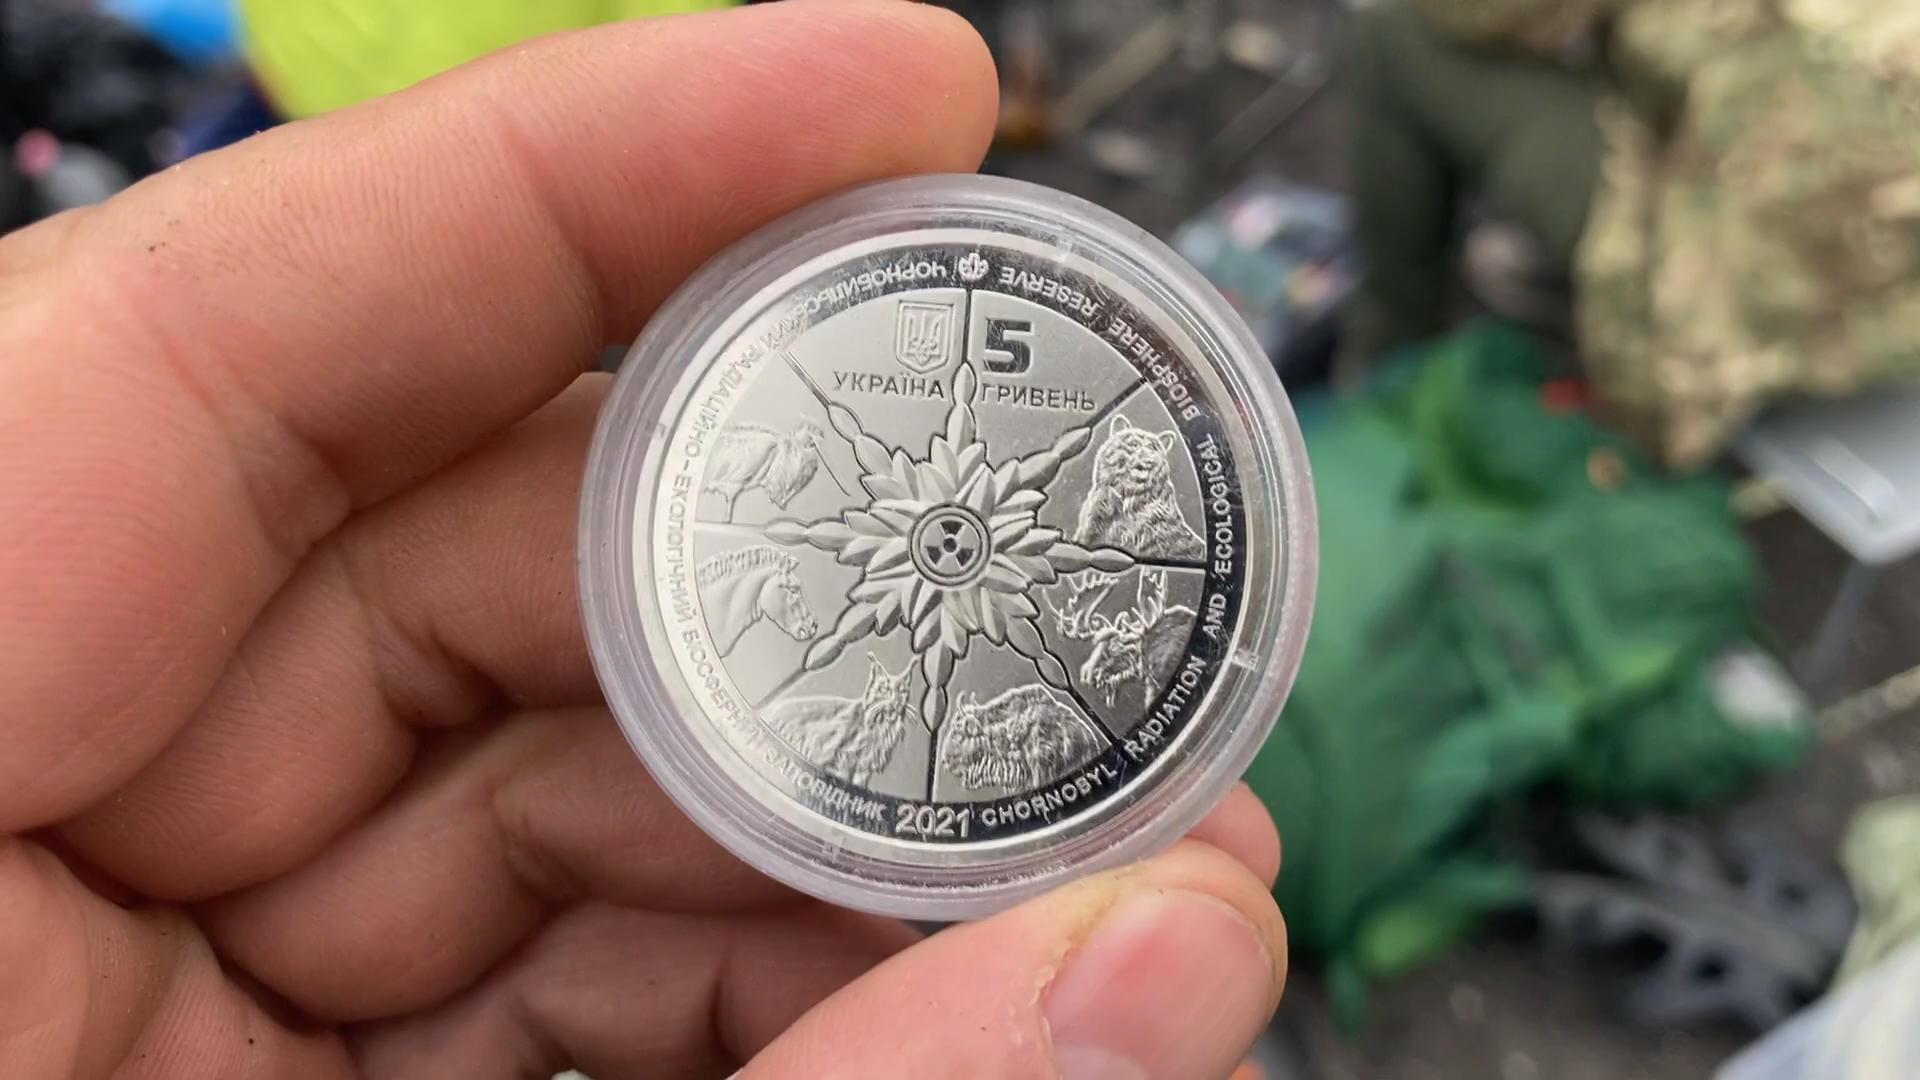 УКРАЇНА
5
ГРИВЕНЬ
ЧОРНОБИЛЬСЬКИЙ РАДІАЦІЙНО-ЕКОЛОГІЧНИЙ БІОСФЕРНИЙ ЗАПОВІДНИК
2021
CHORNOBYL RADIATION AND ECOLOGICAL BIOSPHERE RESERVE